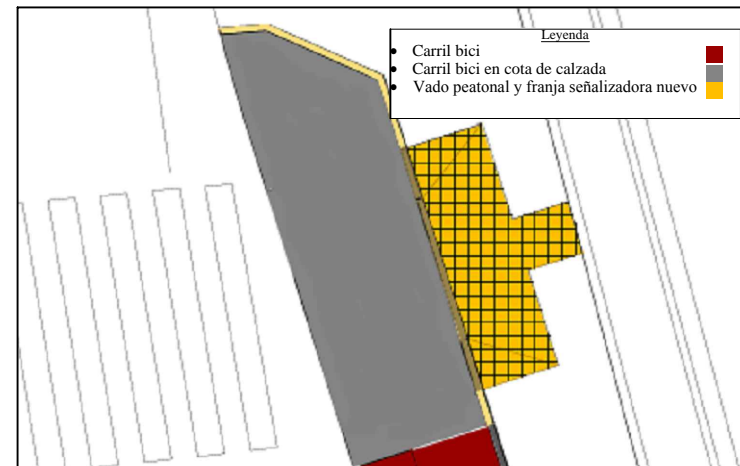 Leyenda
• Carril bici
• Carril bici en cota de calzada
• Vado peatonal y franja señalizadora nuevo